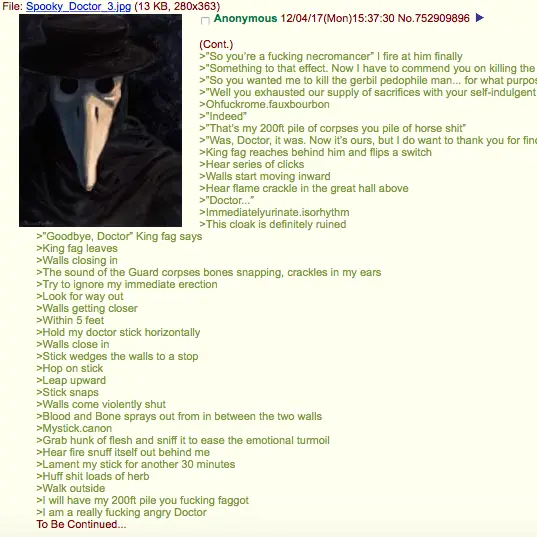 File: Spooky_Doctor_3.jpg (13 KB, 280x363)
Anonymous 12/04/17(Mon)15:37:30 No.752909896
(Cont.)
>"So you're a fucking necromancer" I fire at him finally
>"Something to that effect. Now I have to commend you on killing the
>"So you wanted me to kill the gerbil pedophile man... for what purpos
>"Well you exhausted our supply of sacrifices with your self-indulgent
>Ohfuckrome.fauxbourbon
>"Indeed"
>"That's my 200ft pile of corpses you pile of horse shit"
>"Was, Doctor, it was. Now it's ours, but I do want to thank you for find
>King fag reaches behind him and flips a switch
>Hear series of clicks
>Walls start moving inward
>Hear flame crackle in the great hall above
>"Doctor..."
>Immediatelyurinate.isorhythm
>This cloak is definitely ruined
>"Goodbye, Doctor" King fag says
>King fag leaves
>Walls closing in
>The sound of the Guard corpses bones snapping, crackles in my ears
>Try to ignore my immediate erection
>Look for way out
>Walls getting closer
>Within 5 feet
>Hold my doctor stick horizontally
>Walls close in
>Stick wedges the walls to a stop
>Hop on stick
>Leap upward
>Stick snaps
>Walls come violently shut
>Blood and Bone sprays out from in between the two walls
>Mystick.canon
>Grab hunk of flesh and sniff it to ease the emotional turmoil
>Hear fire snuff itself out behind me
>Lament my stick for another 30 minutes
>Huff shit loads of herb
>Walk outside
>I will have my 200ft pile you fucking faggot
>I am a really fucking angry Doctor
To Be Continued...